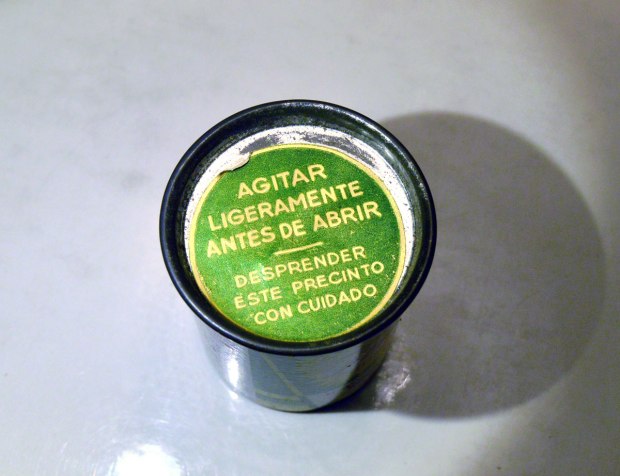 AGITAR
LIGERAMENTE
ANTES DE ABRIR
DESPRENDER
ESTE PRECINTO
CON CUIDADO